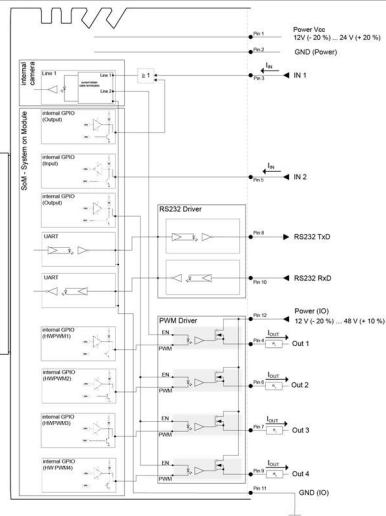 Pin 1
Power Vcc
12V (- 20 %) ... 24 V (+ 20%)
Pin 2
GND (Power)
internal camera
Line 1
Line 1
Line 2
≥ 1
IIN
Pin 3
IN 1
SoM - System on Module
internal GPIO
(Output)
internal GPIO
(Input)
IIN
Pin 5
IN 2
internal GPIO
(Output)
RS232 Driver
UART
Pin 8
RS232 TxD
UART
Pin 10
RS232 RxD
Pin 12
Power (IO)
12 V (- 20 %) ... 48 V (+ 10 %)
PWM Driver
internal GPIO
(HWPWM1)
EN
PWM
Pin 4
IOUT
Out 1
internal GPIO
(HWPWM2)
EN
PWM
Pin 6
IOUT
Out 2
internal GPIO
(HWPWM3)
EN
PWM
Pin 7
IOUT
Out 3
internal GPIO
(HW PWM4)
EN
PWM
Pin 9
IOUT
Out 4
Pin 11
GND (IO)